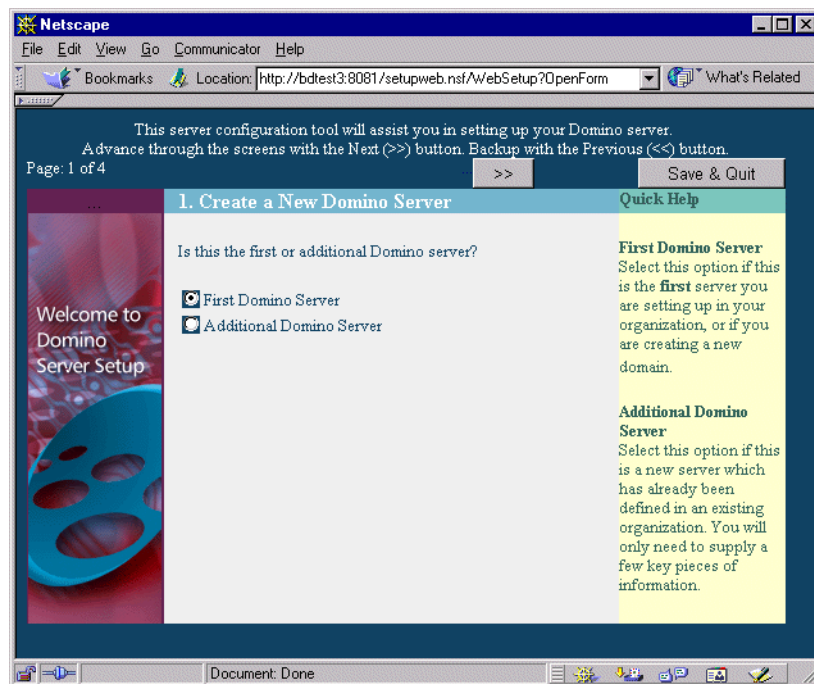 Netscape
File Edit View Go Communicator Help
Bookmarks Location: http://bdtest3:8081/setupweb.nsf/WebSetup?OpenForm What's Related
This server configuration tool will assist you in setting up your Domino server.
Advance through the screens with the Next (>>) button. Backup with the Previous (<<) button.
Page: 1 of 4
>>
Save & Quit
...
1. Create a New Domino Server
Quick Help
Welcome to
Domino
Server Setup
Is this the first or additional Domino server?
First Domino Server
Additional Domino Server
First Domino Server
Select this option if this
is the first server you
are setting up in your
organization, or if you
are creating a new
domain.
Additional Domino
Server
Select this option if this
is a new server which
has already been
defined in an existing
organization. You will
only need to supply a
few key pieces of
information.
Document: Done